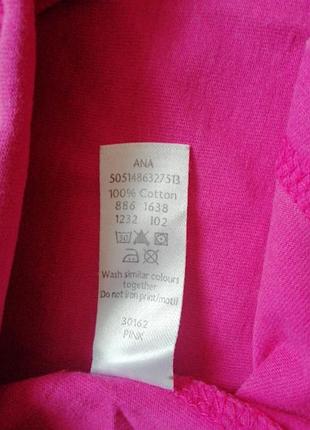 ANA
5051486327513
100% Cotton
886 1638
1232 102
30
Wash similar colours
together
Do not iron print/motif
30162
PINK